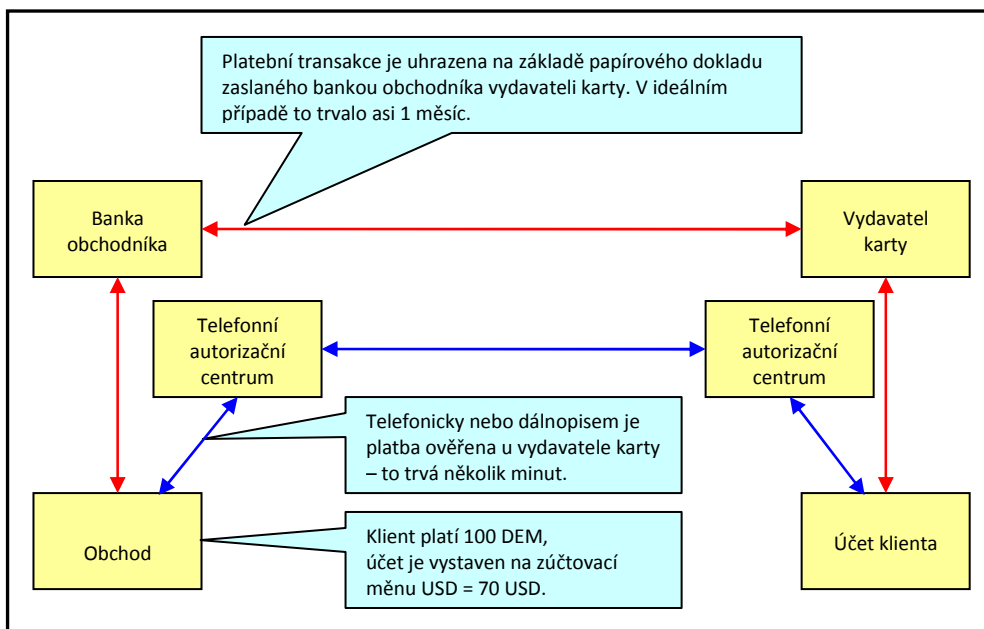 Platební transakce je uhrazena na základě papírového dokladu
zaslaného bankou obchodníka vydavateli karty. V ideálním
případě to trvalo asi 1 měsíc.
Banka
obchodníka
Vydavatel
karty
Telefonní
autorizační
centrum
Telefonní
autorizační
centrum
Telefonicky nebo dálnopisem je
platba ověřena u vydavatele karty
– to trvá několik minut.
Obchod
Klient platí 100 DEM,
účet je vystaven na zúčtovací
měnu USD = 70 USD.
Účet klienta